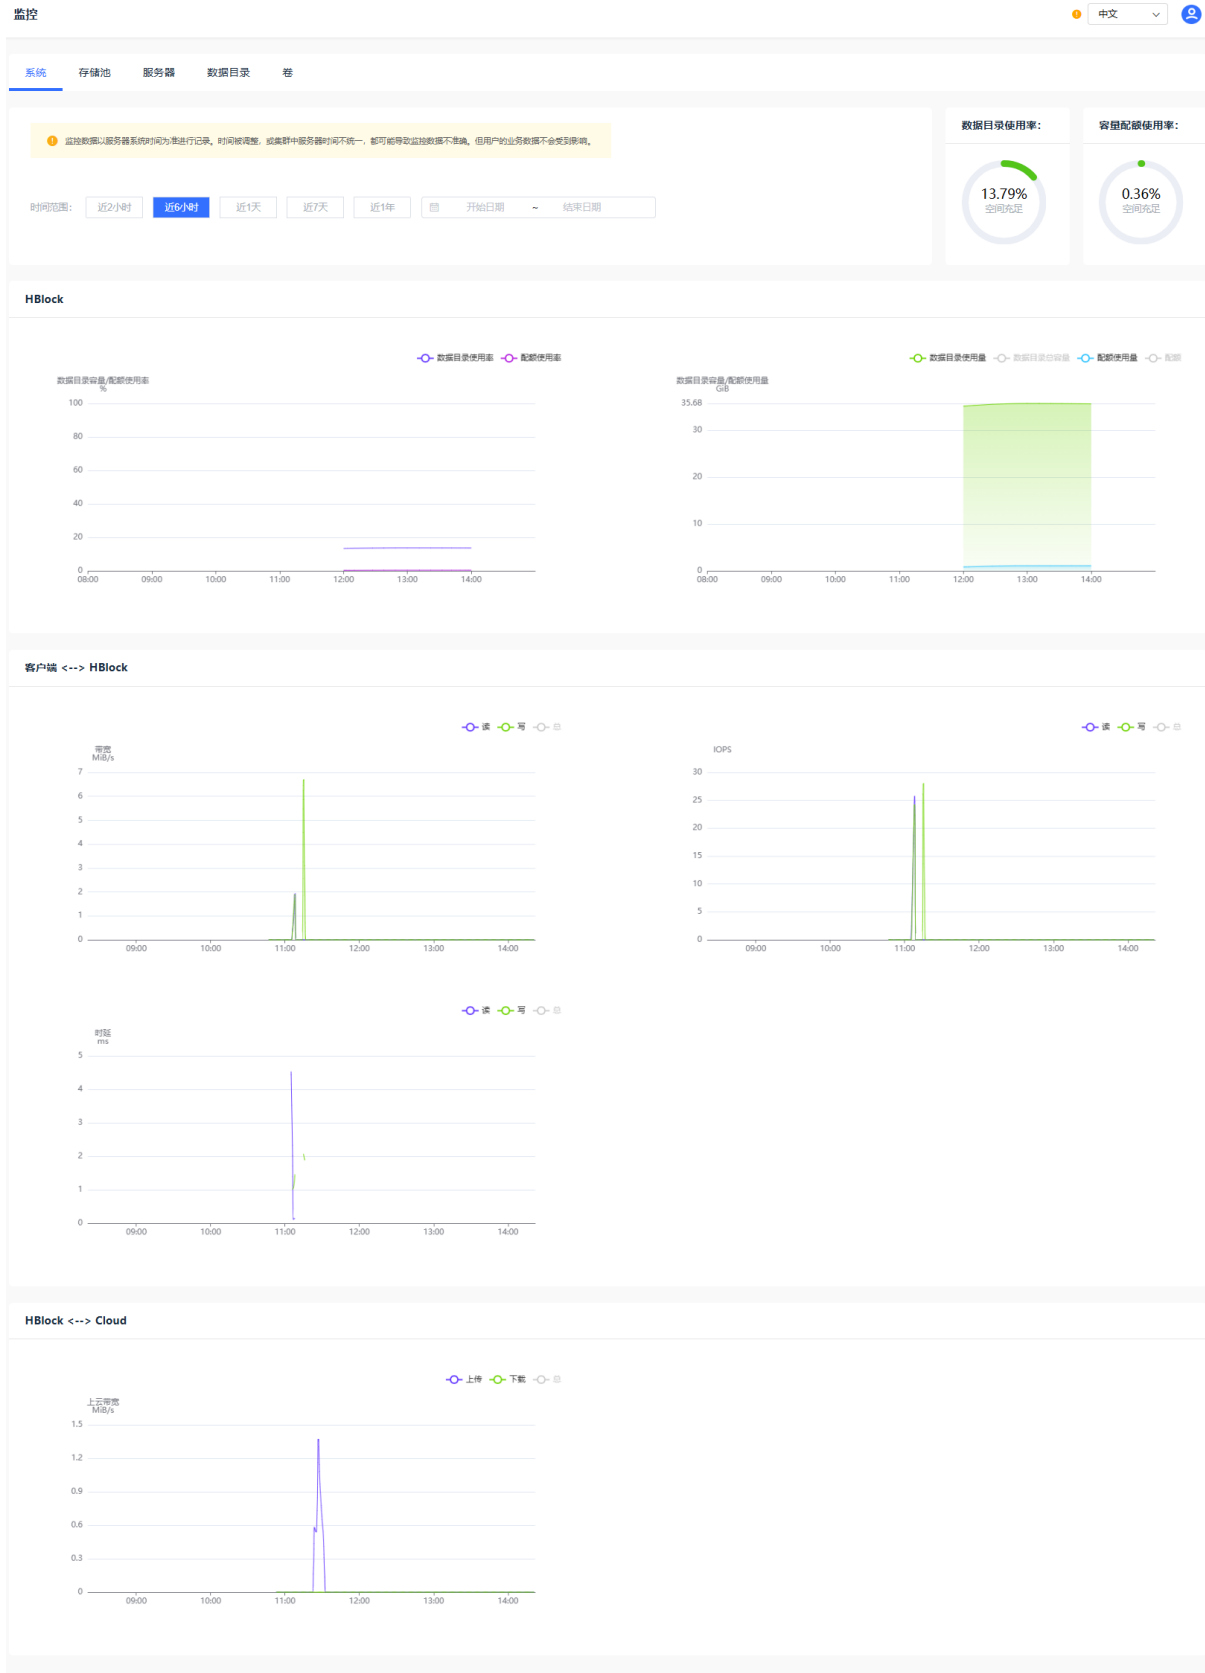 监控
中文
系统 存储池 服务器 数据目录 卷
监控数据以服务器系统时间为准进行记录。时间被调整，或集群中服务器时间不统一，都可能导致监控数据不准确。但用户的业务数据不会受到影响。
时间范围： 近2小时 近6小时 近1天 近7天 近1年 开始日期 ~ 结束日期
数据目录使用率：
13.79%
空间充足
容量配额使用率：
0.36%
空间充足
HBlock
数据目录使用率 配额使用率
数据目录容量/配额使用率
%
100
80
60
40
20
0
08:00 09:00 10:00 11:00 12:00 13:00 14:00
数据目录使用量 数据目录总容量 配额使用量 配额
数据目录容量/配额使用量
GiB
35.68
30
20
10
0
08:00 09:00 10:00 11:00 12:00 13:00 14:00
客户端 <--> HBlock
读 写 总
带宽
MiB/s
7
6
5
4
3
2
1
0
09:00 10:00 11:00 12:00 13:00 14:00
读 写 总
IOPS
30
25
20
15
10
5
0
09:00 10:00 11:00 12:00 13:00 14:00
读 写 总
时延
ms
5
4
3
2
1
0
09:00 10:00 11:00 12:00 13:00 14:00
HBlock <--> Cloud
上传 下载 总
上云带宽
MiB/s
1.5
1.2
0.9
0.6
0.3
0
09:00 10:00 11:00 12:00 13:00 14:00